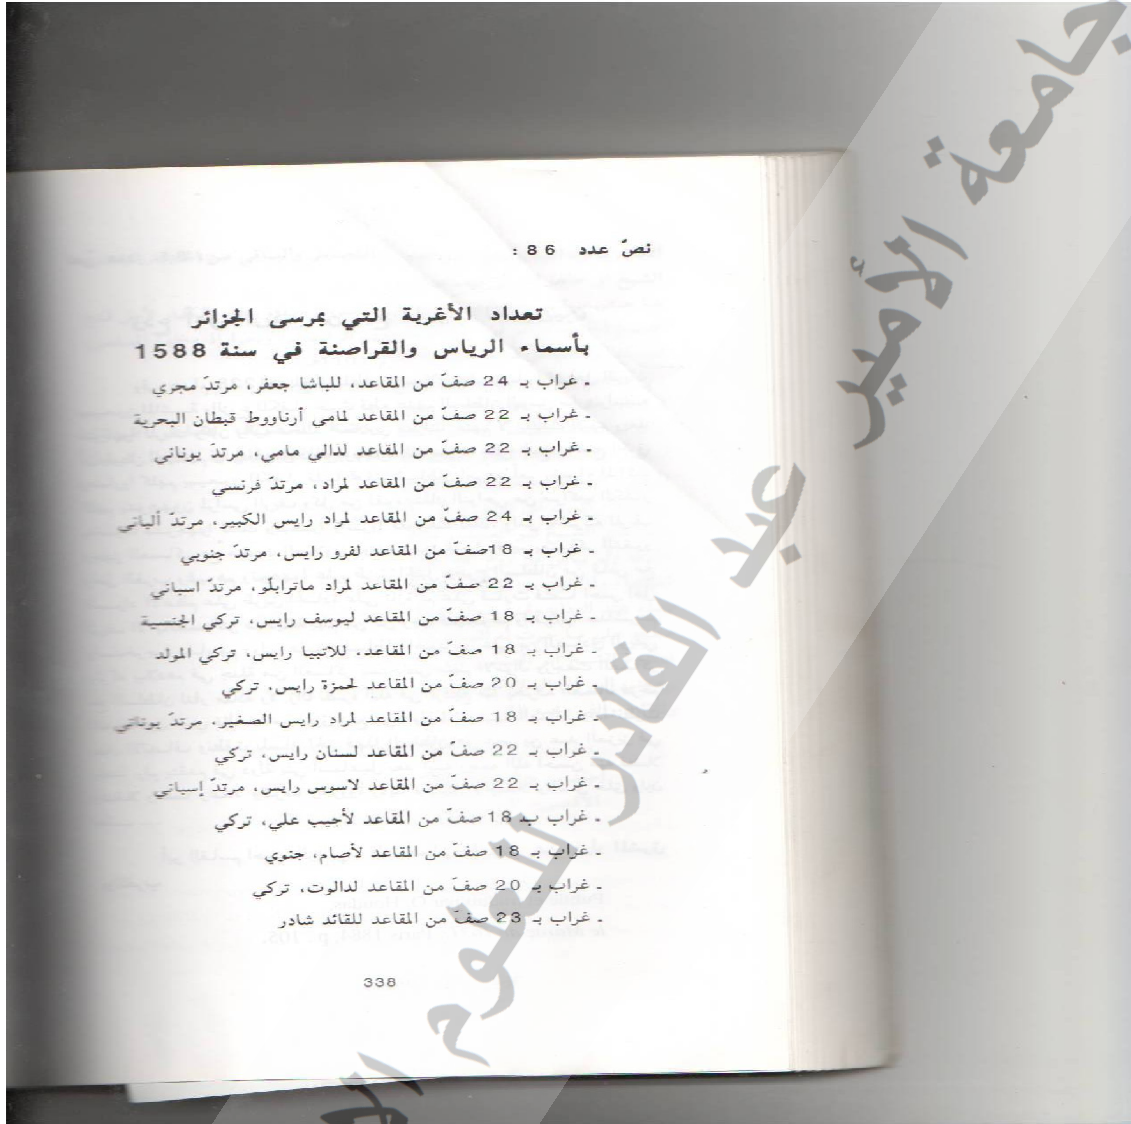 نصّ عدد 86 :
تعداد الأغربة التي بمرسى الجزائر
بأسماء الرياس والقراصنة في سنة 1588
ـ غراب بـ 24 صفّ من المقاعد، للباشا جعفر، مرتدّ مجري
ـ غراب بـ 22 صفّ من المقاعد لمامي أرناووط قبطان البحرية
ـ غراب بـ 22 صفّ من المقاعد لدالي مامي، مرتدّ يوناني
ـ غراب بـ 22 صفّ من المقاعد لمراد، مرتدّ فرنسي
ـ غراب بـ 24 صفّ من المقاعد لمراد رايس الكبير، مرتدّ ألباني
ـ غراب بـ 18صفّ من المقاعد لفرو رايس، مرتدّ جنوبي
ـ غراب بـ 22 صفّ من المقاعد لمراد ماترابلّو، مرتدّ اسباني
ـ غراب بـ 18 صفّ من المقاعد ليوسف رايس، تركي الجنسية
ـ غراب بـ 18 صفّ من المقاعد، للاتبيا رايس، تركي المولد
ـ غراب بـ 20 صفّ من المقاعد لحمزة رايس، تركي
ـ غراب بـ 18 صفّ من المقاعد لمراد رايس الصغير، مرتدّ يوناني
ـ غراب بـ 22 صفّ من المقاعد لسنان رايس، تركي
ـ غراب بـ 22 صفّ من المقاعد لاسوس رايس، مرتدّ إسباني
ـ غراب بـ 18 صفّ من المقاعد لأجيب علي، تركي
ـ غراب بـ 18 صفّ من المقاعد لأصام، جنوي
ـ غراب بـ 20 صفّ من المقاعد لدالوت، تركي
ـ غراب بـ 23 صفّ من المقاعد للقائد شادر
338
جامعة الأمير عبد القادر للعلوم الإ